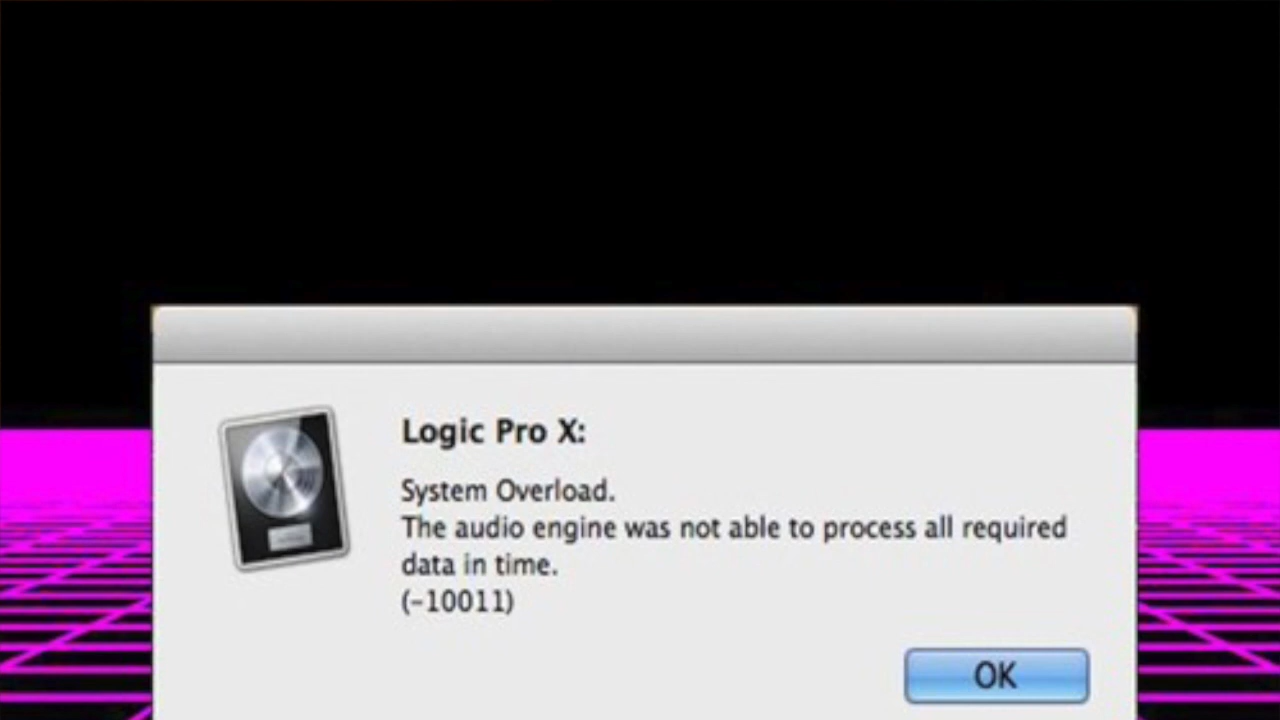 Logic Pro X:
System Overload.
The audio engine was not able to process all required
data in time.
(-10011)
OK